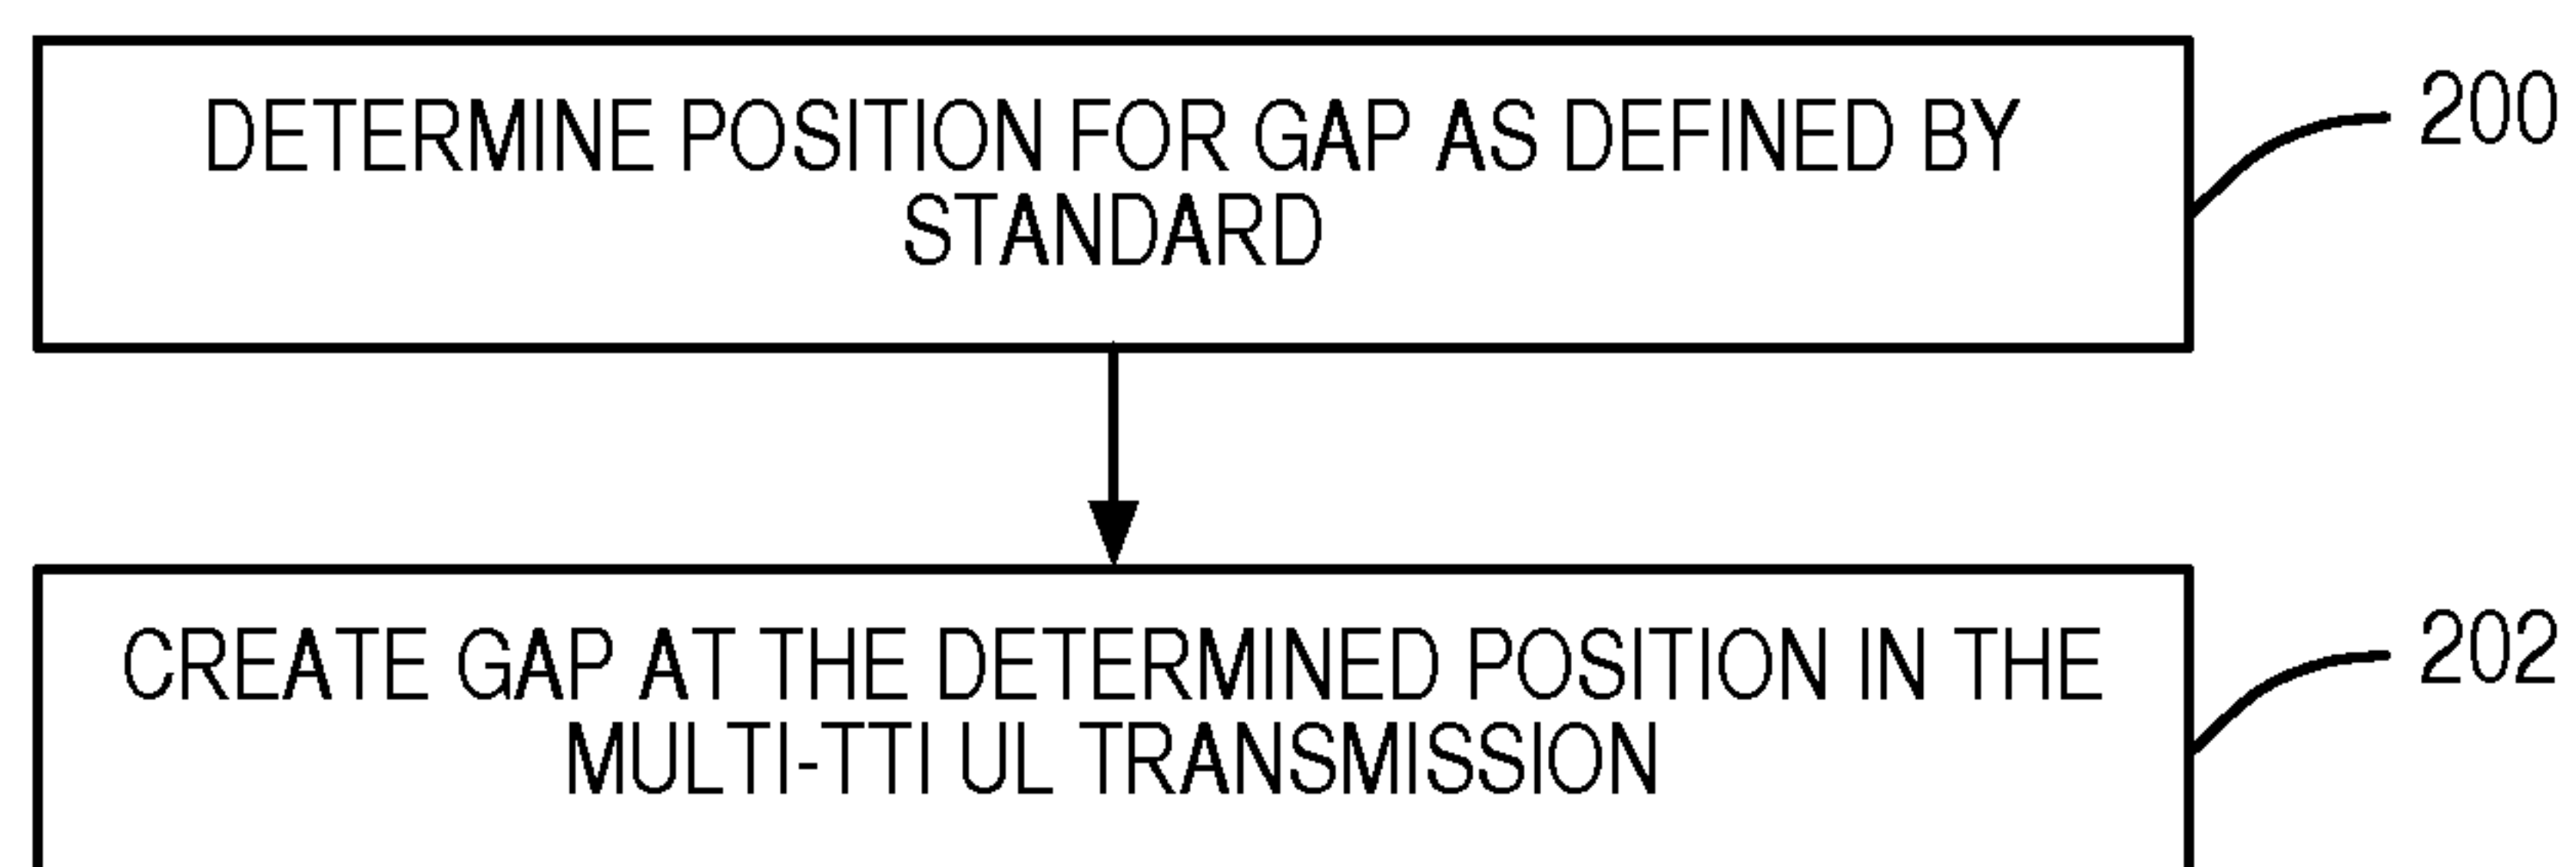 DETERMINE POSITION FOR GAP AS DEFINED BY
STANDARD
200
CREATE GAP AT THE DETERMINED POSITION IN THE
MULTI-TTI UL TRANSMISSION
202